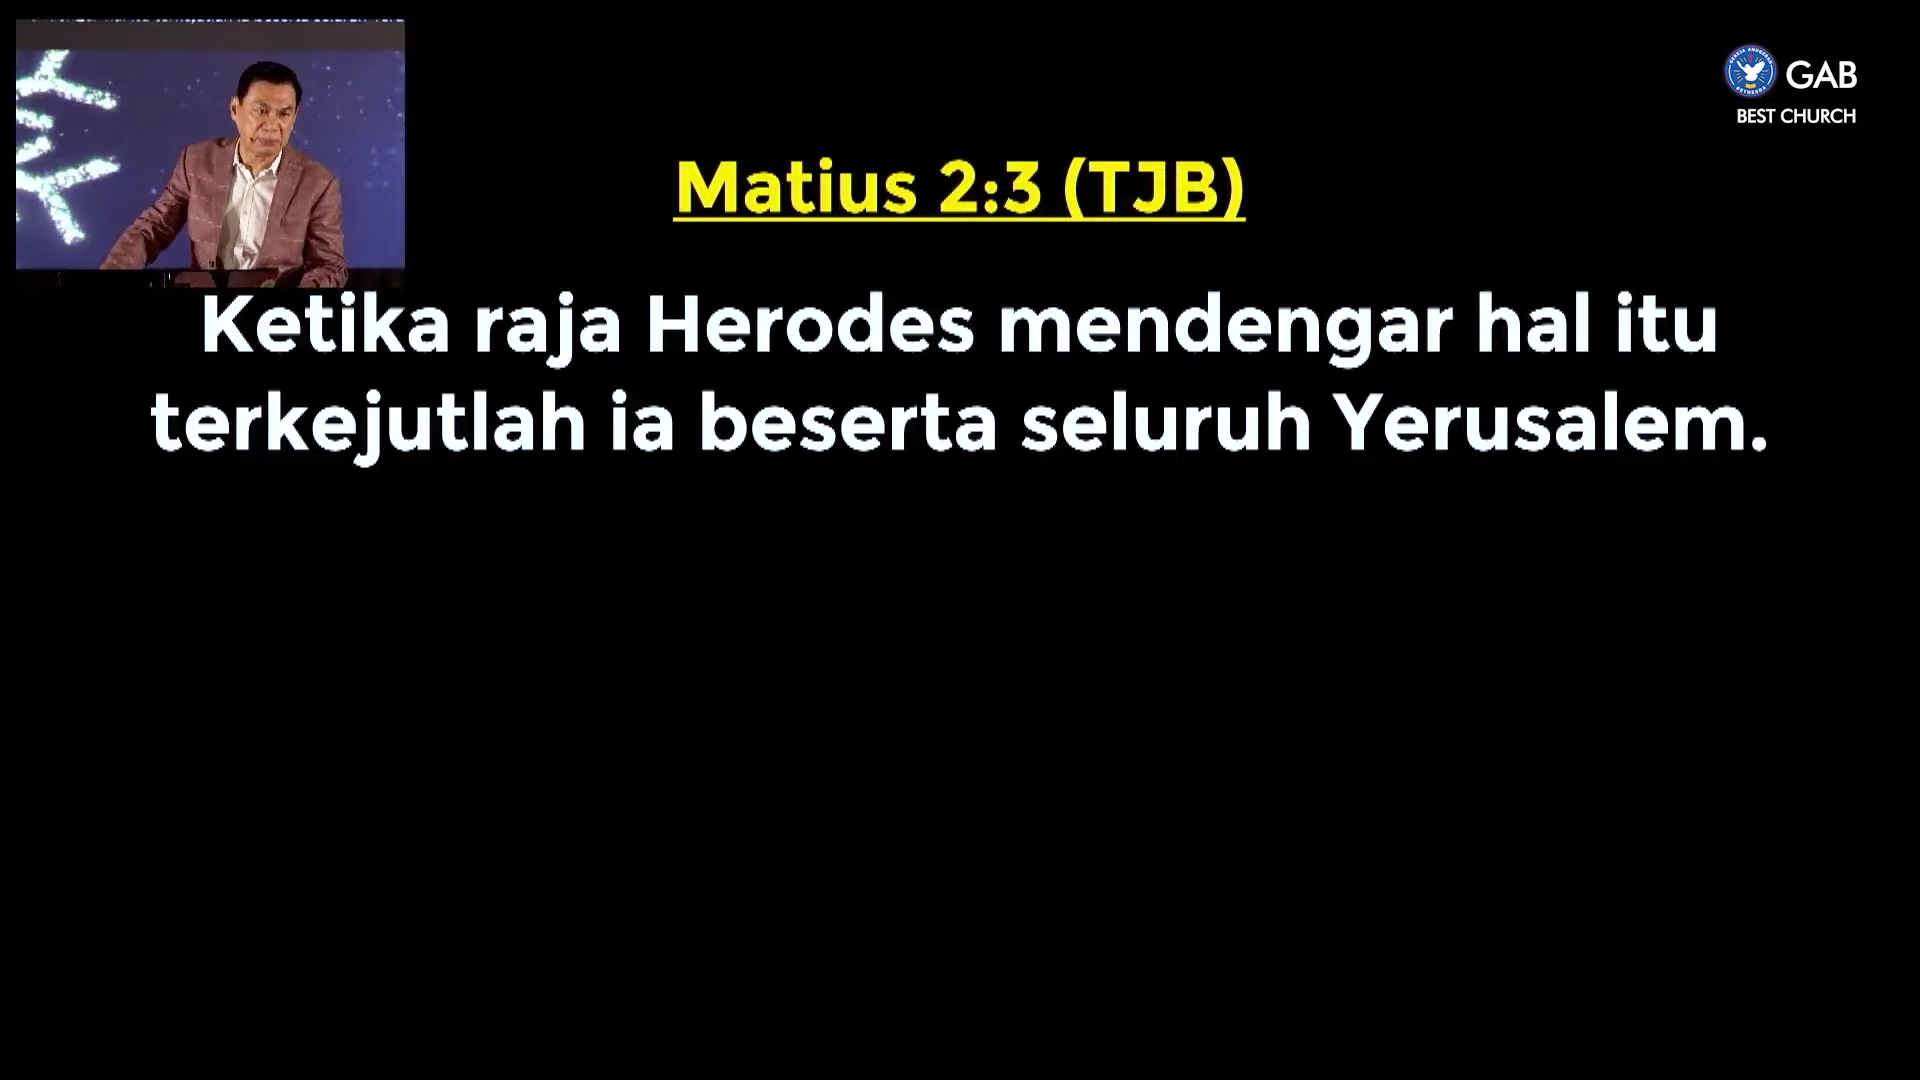 GAB
BEST CHURCH
Matius 2:3 (TJB)
Ketika raja Herodes mendengar hal itu
terkejutlah ia beserta seluruh Yerusalem.